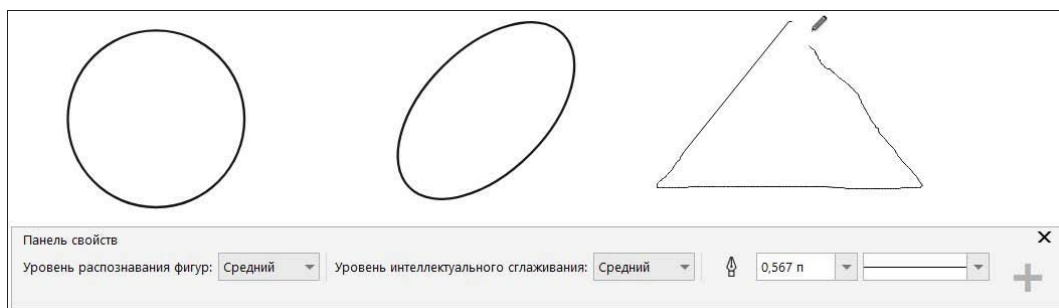 Панель свойств
Уровень распознавания фигур: Средний Уровень интеллектуального сглаживания: Средний 0,567 п